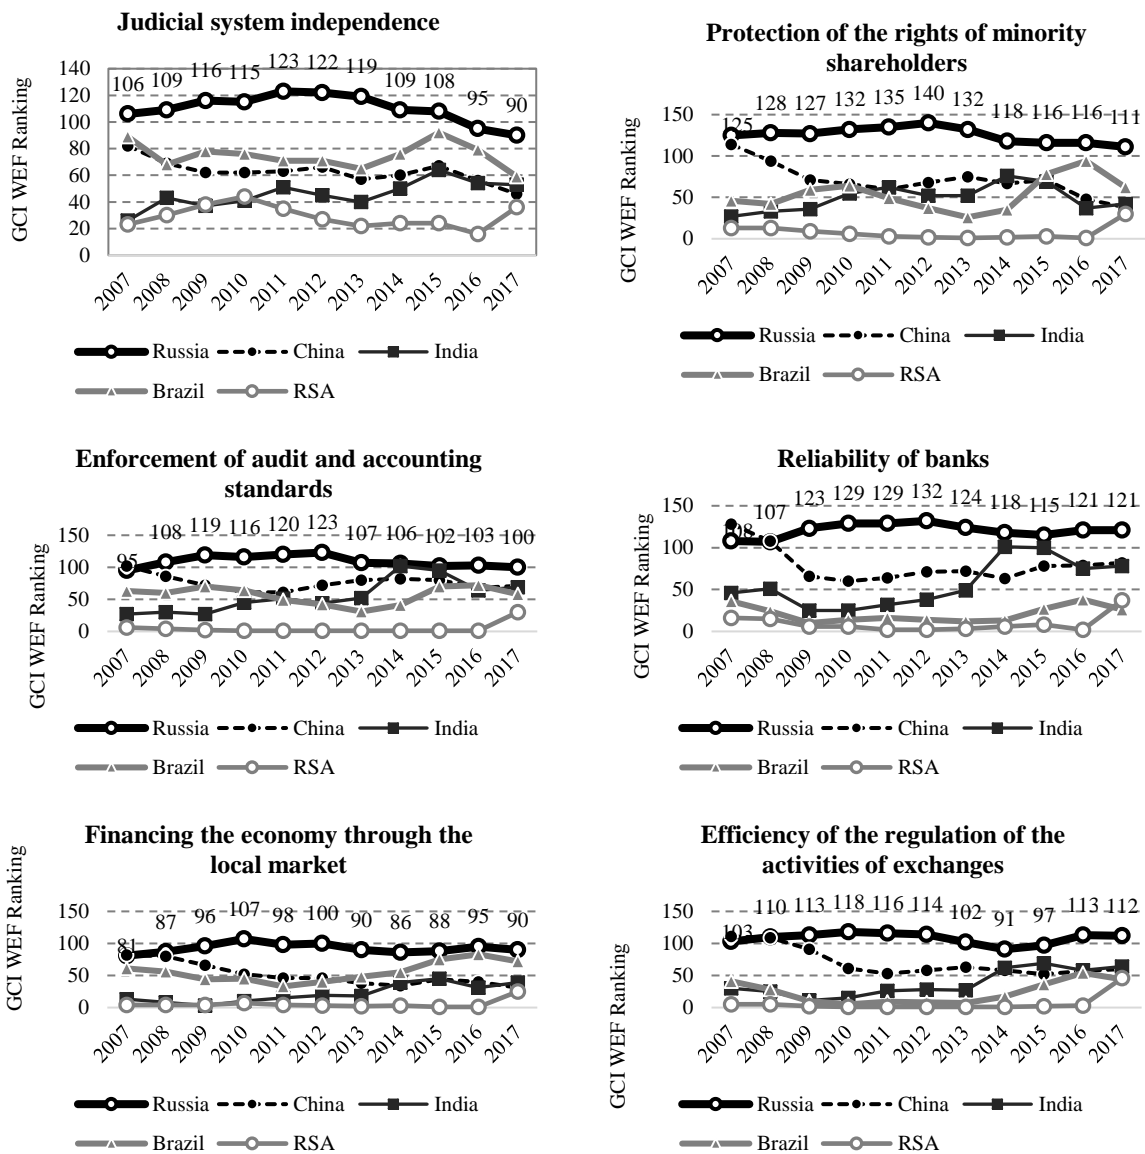 Judicial system independence
GCI WEF Ranking
140
120
100
80
60
40
20
0
106 109 116 115 123 122 119 109 108 95 90
2007 2008 2009 2010 2011 2012 2013 2014 2015 2016 2017
Russia China India
Brazil RSA
Protection of the rights of minority
shareholders
GCI WEF Ranking
150
100
50
0
125 128 127 132 135 140 132 118 116 116 111
2007 2008 2009 2010 2011 2012 2013 2014 2015 2016 2017
Russia China India
Brazil RSA
Enforcement of audit and accounting
standards
GCI WEF Ranking
150
100
50
0
95 108 119 116 120 123 107 106 102 103 100
2007 2008 2009 2010 2011 2012 2013 2014 2015 2016 2017
Russia China India
Brazil RSA
Reliability of banks
GCI WEF Ranking
150
100
50
0
108 107 123 129 129 132 124 118 115 121 121
2007 2008 2009 2010 2011 2012 2013 2014 2015 2016 2017
Russia China India
Brazil RSA
Financing the economy through the
local market
GCI WEF Ranking
150
100
50
0
81 87 96 107 98 100 90 86 88 95 90
2007 2008 2009 2010 2011 2012 2013 2014 2015 2016 2017
Russia China India
Brazil RSA
Efficiency of the regulation of the
activities of exchanges
GCI WEF Ranking
150
100
50
0
103 110 113 118 116 114 102 91 97 113 112
2007 2008 2009 2010 2011 2012 2013 2014 2015 2016 2017
Russia China India
Brazil RSA